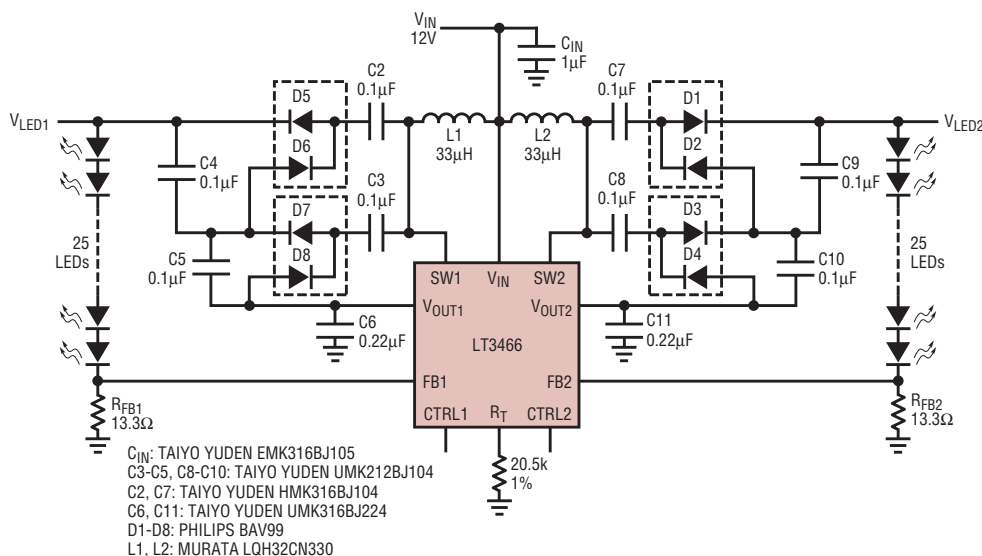 VIN
12V
CIN
1µF
C2
0.1µF
C7
0.1µF
D5
D1
VLED1
L1
33µH
L2
33µH
VLED2
D6
D2
C4
0.1µF
C3
0.1µF
C8
0.1µF
C9
0.1µF
D7
D3
25
LEDs
C5
0.1µF
D8
D4
C10
0.1µF
25
LEDs
SW1
VIN
SW2
VOUT1
VOUT2
C6
0.22µF
C11
0.22µF
LT3466
FB1
FB2
RFB1
13.3Ω
CTRL1
RT
CTRL2
RFB2
13.3Ω
20.5k
1%
CIN: TAIYO YUDEN EMK316BJ105
C3-C5, C8-C10: TAIYO YUDEN UMK212BJ104
C2, C7: TAIYO YUDEN HMK316BJ104
C6, C11: TAIYO YUDEN UMK316BJ224
D1-D8: PHILIPS BAV99
L1, L2: MURATA LQH32CN330